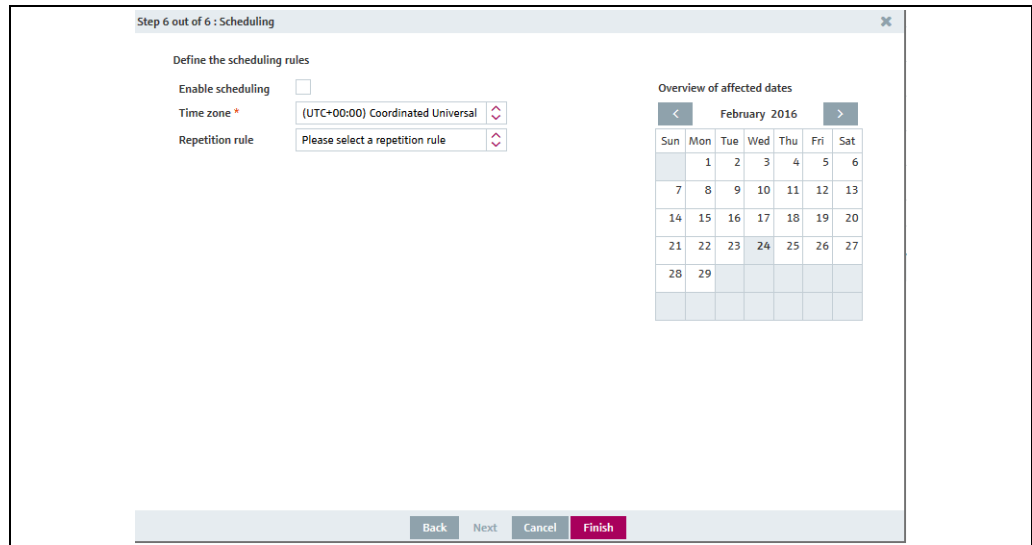 Step 6 out of 6 : Scheduling
Define the scheduling rules
Enable scheduling
Time zone *
(UTC+00:00) Coordinated Universal
Repetition rule
Please select a repetition rule
Overview of affected dates
< February 2016 >
Sun Mon Tue Wed Thu Fri Sat
1 2 3 4 5 6
7 8 9 10 11 12 13
14 15 16 17 18 19 20
21 22 23 24 25 26 27
28 29
Back Next Cancel Finish